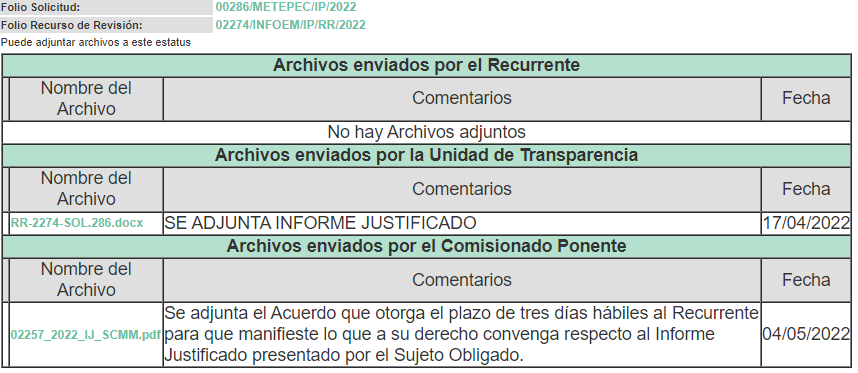 Folio Solicitud: 00286/METEPEC/IP/2022
Folio Recurso de Revisión: 02274/INFOEM/IP/RR/2022
Puede adjuntar archivos a este estatus
Archivos enviados por el Recurrente
Nombre del Archivo Comentarios Fecha
No hay Archivos adjuntos
Archivos enviados por la Unidad de Transparencia
Nombre del Archivo Comentarios Fecha
RR-2274-SOL.286.docx SE ADJUNTA INFORME JUSTIFICADO 17/04/2022
Archivos enviados por el Comisionado Ponente
Nombre del Archivo Comentarios Fecha
02257_2022_IJ_SCMM.pdf Se adjunta el Acuerdo que otorga el plazo de tres días hábiles al Recurrente
para que manifieste lo que a su derecho convenga respecto al Informe
Justificado presentado por el Sujeto Obligado. 04/05/2022